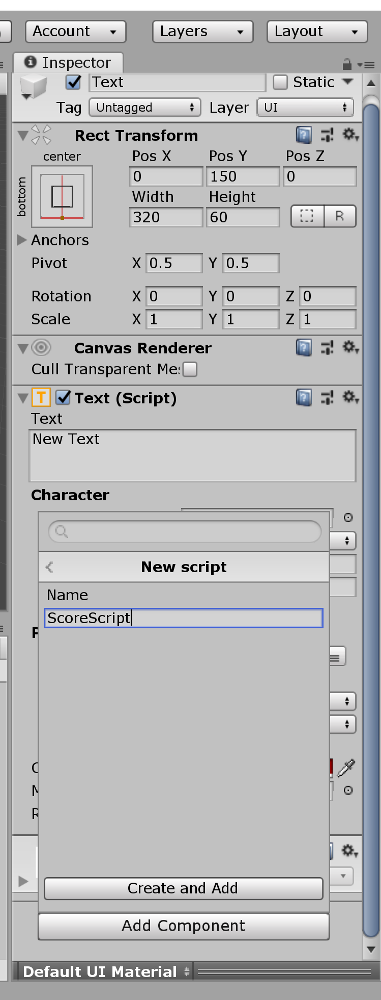 Account
Layers
Layout
Inspector
Text
Static
Tag Untagged Layer UI
Rect Transform
center Pos X Pos Y Pos Z
bottom
0 150 0
Width Height
320 60 R
Anchors
Pivot X 0.5 Y 0.5
Rotation X 0 Y 0 Z 0
Scale X 1 Y 1 Z 1
Canvas Renderer
Cull Transparent Me
Text (Script)
Text
New Text
Character
New script
Name
ScoreScript
Create and Add
Add Component
Default UI Material